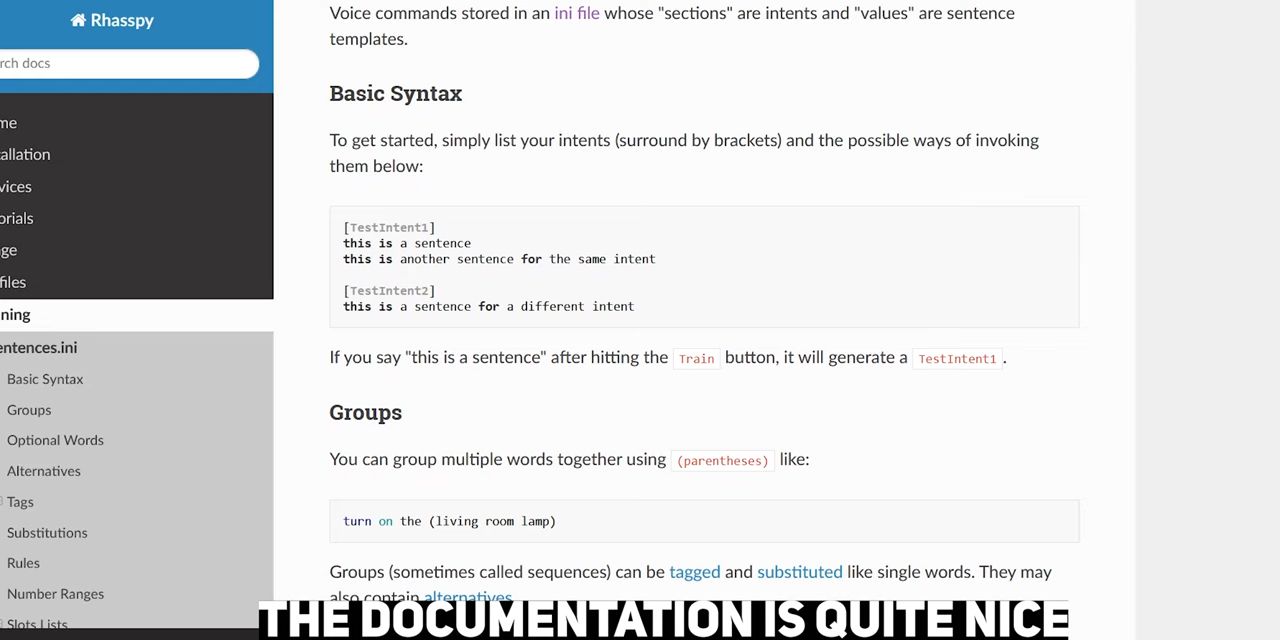 Rhasspy
rch docs
me
allation
vices
orials
ge
files
ning
entences.ini
Basic Syntax
Groups
Optional Words
Alternatives
Tags
Substitutions
Rules
Number Ranges
Slots Lists
Voice commands stored in an ini file whose "sections" are intents and "values" are sentence
templates.
Basic Syntax
To get started, simply list your intents (surround by brackets) and the possible ways of invoking
them below:
[TestIntent1]
this is a sentence
this is another sentence for the same intent
[TestIntent2]
this is a sentence for a different intent
If you say "this is a sentence" after hitting the Train button, it will generate a TestIntent1 .
Groups
You can group multiple words together using (parentheses) like:
turn on the (living room lamp)
Groups (sometimes called sequences) can be tagged and substituted like single words. They may
also contain alternatives.
THE DOCUMENTATION IS QUITE NICE